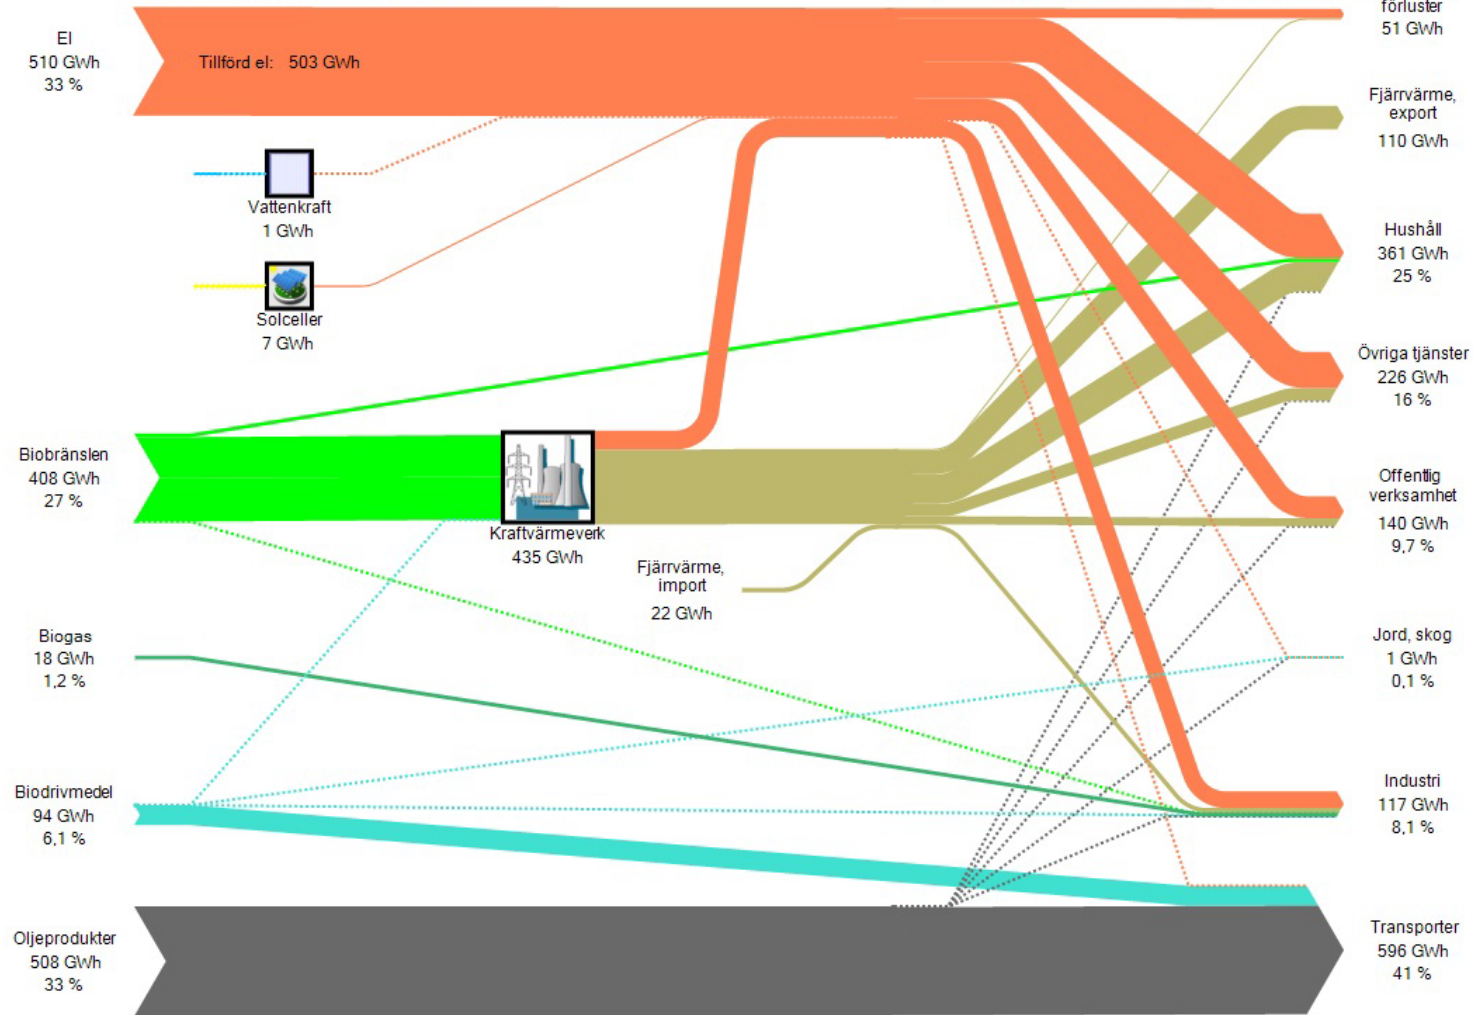 El
510 GWh
33 %
Tillförd el: 503 GWh
Vattenkraft
1 GWh
Solceller
7 GWh
Biobränslen
408 GWh
27 %
Kraftvärmeverk
435 GWh
Fjärrvärme,
import
22 GWh
Biogas
18 GWh
1,2 %
Biodrivmedel
94 GWh
6,1 %
Oljeprodukter
508 GWh
33 %
förluster
51 GWh
Fjärrvärme,
export
110 GWh
Hushåll
361 GWh
25 %
Övriga tjänster
226 GWh
16 %
Offentlig
verksamhet
140 GWh
9,7 %
Jord, skog
1 GWh
0,1 %
Industri
117 GWh
8,1 %
Transporter
596 GWh
41 %